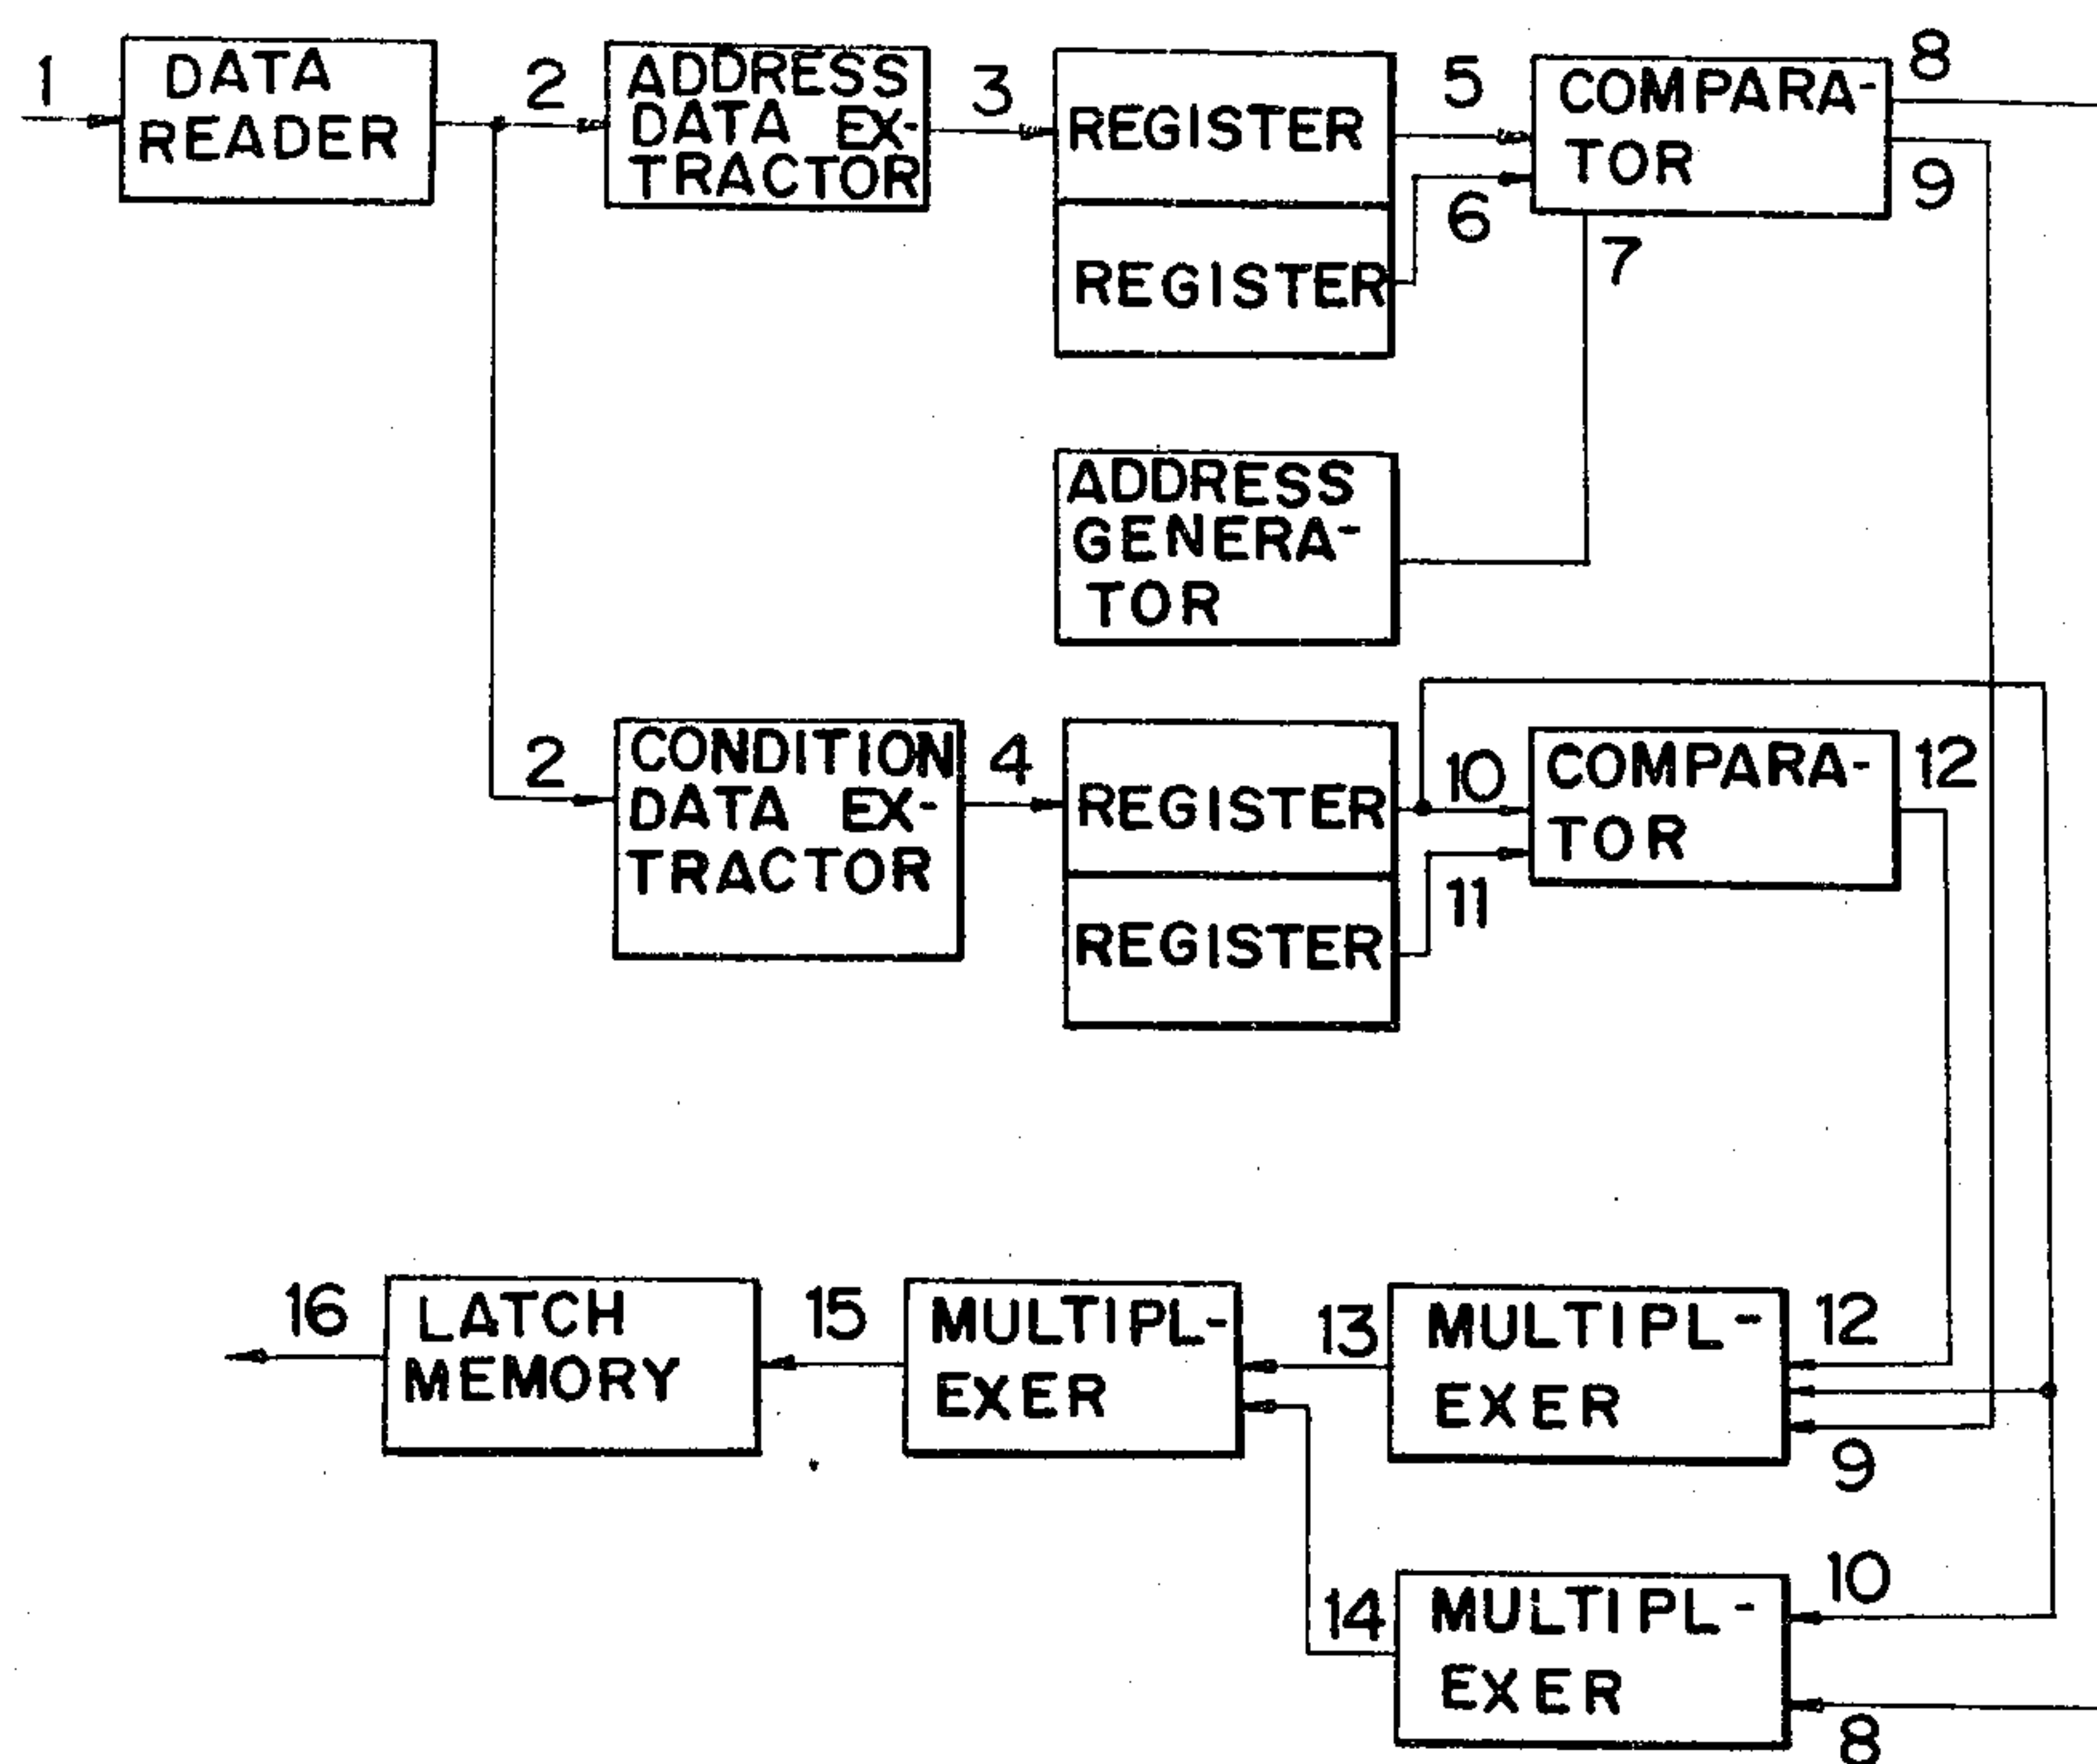 1
DATA
READER
2
ADDRESS
DATA EX-
TRACTOR
3
REGISTER
REGISTER
5
6
COMPARA-
TOR
7
8
9
ADDRESS
GENERA-
TOR
2
CONDITION
DATA EX-
TRACTOR
4
REGISTER
REGISTER
10
11
COMPARA-
TOR
12
16
LATCH
MEMORY
15
MULTIPL-
EXER
13
MULTIPL-
EXER
12
9
14
MULTIPL-
EXER
10
8